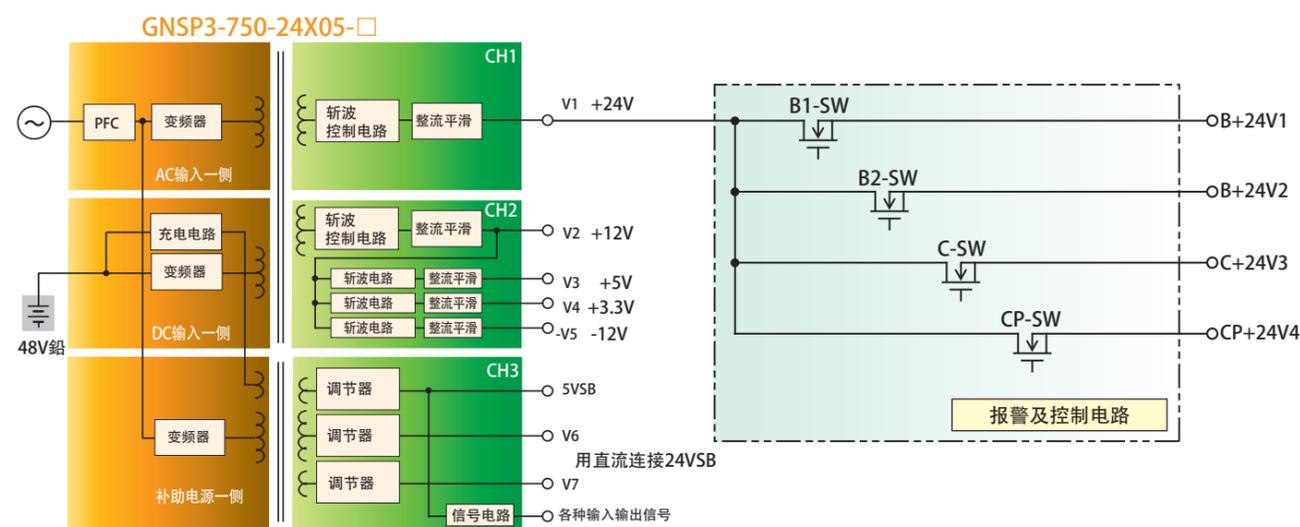 GNSP3-750-24X05-□
CH1
PFC
变频器
AC输入一侧
斩波
控制电路
整流平滑
V1 +24V
充电电路
变频器
DC输入一侧
48V鉛
CH2
斩波
控制电路
整流平滑
V2 +12V
斩波电路 整流平滑 V3 +5V
斩波电路 整流平滑 V4 +3.3V
斩波电路 整流平滑 -V5 -12V
变频器
补助电源一侧
CH3
调节器 5VSB
调节器 V6
用直流连接24VSB
调节器 V7
信号电路 各种输入输出信号
B1-SW
B+24V1
B2-SW
B+24V2
C-SW
C+24V3
CP-SW
CP+24V4
报警及控制电路